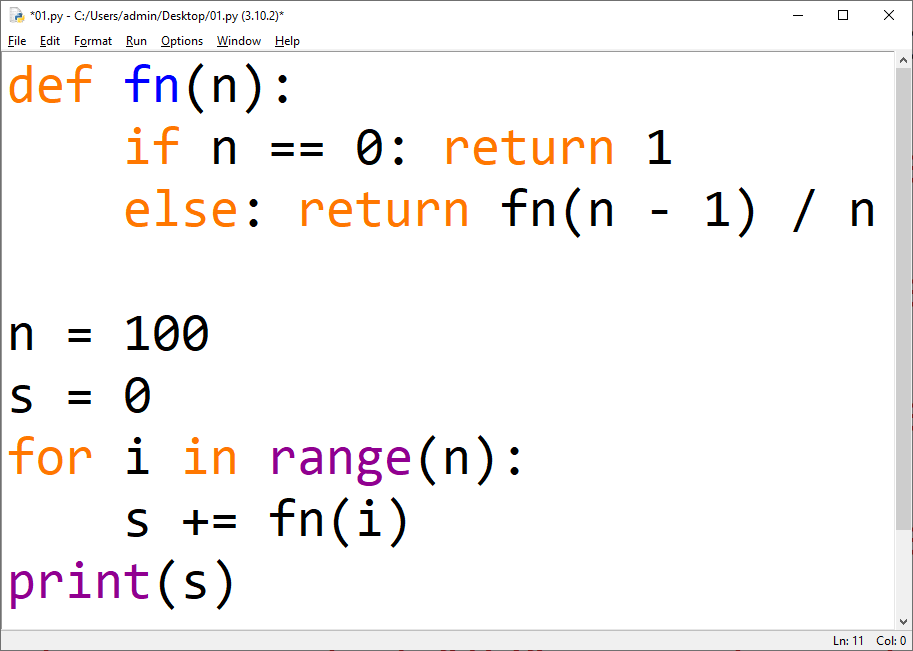 *01.py - C:/Users/admin/Desktop/01.py (3.10.2)*
File Edit Format Run Options Window Help
def fn(n):
    if n == 0: return 1
    else: return fn(n - 1) / n

n = 100
s = 0
for i in range(n):
    s += fn(i)
print(s)
Ln: 11 Col: 0